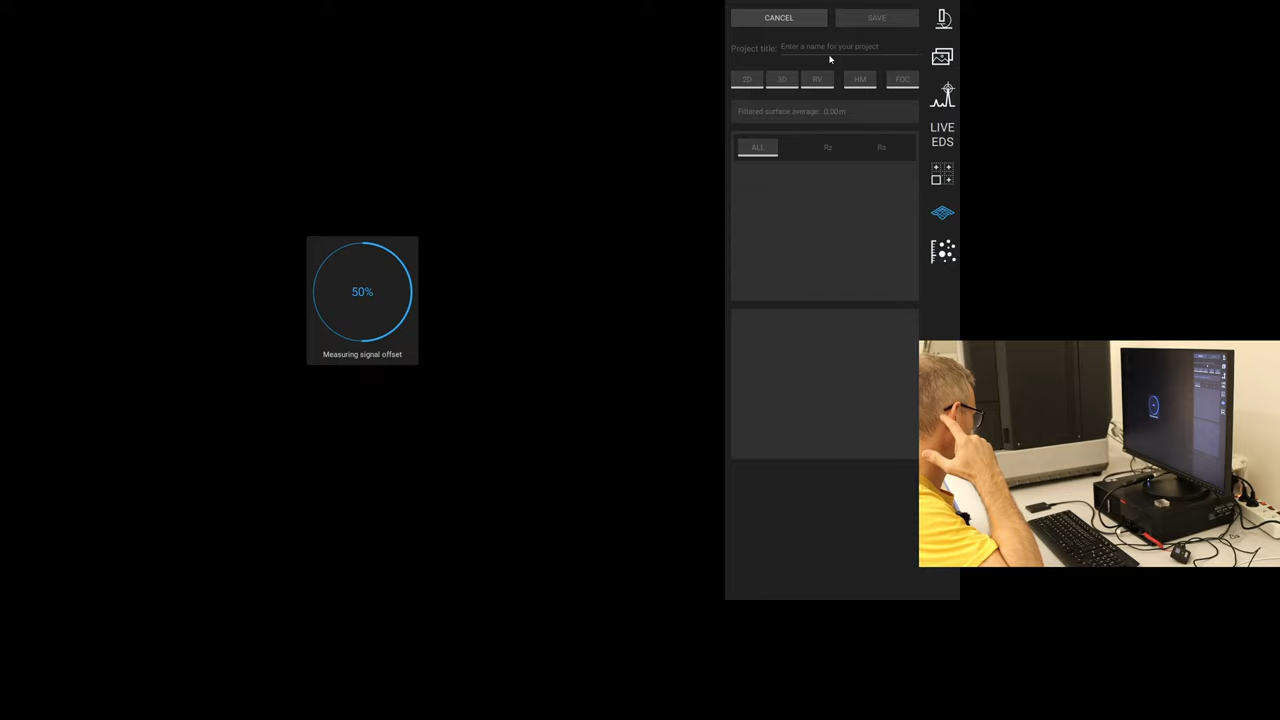 CANCEL
SAVE
Project title: Enter a name for your project
2D
3D
RV
HM
FOC
Filtered surface average: 0.00m
ALL
Rz
Ra
LIVE
EDS
50%
Measuring signal offset